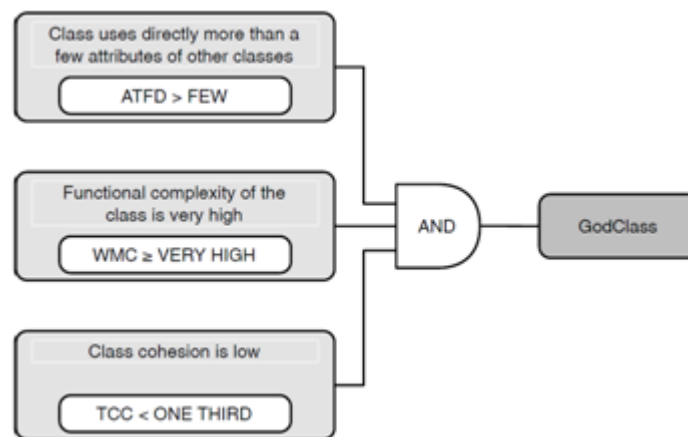 Class uses directly more than a
few attributes of other classes
ATFD > FEW
Functional complexity of the
class is very high
WMC ≥ VERY HIGH
AND
GodClass
Class cohesion is low
TCC < ONE THIRD